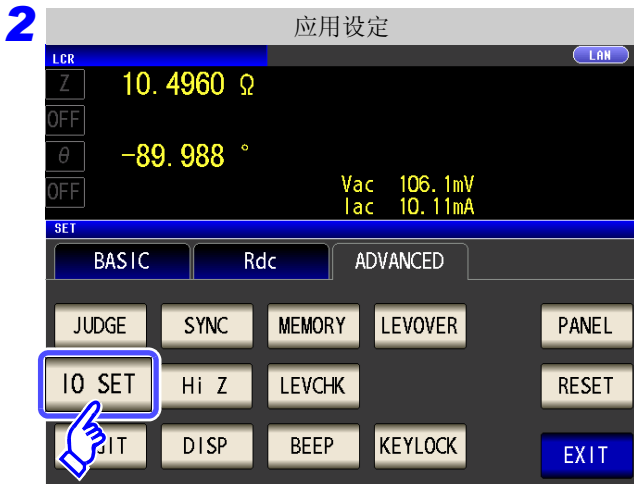 2
应用设定
LCR LAN
Z 10.4960 Ω
OFF
θ -89.988 °
OFF
Vac 106.1mV
Iac 10.11mA
SET
BASIC Rdc ADVANCED
JUDGE SYNC MEMORY LEVOVER PANEL
IO SET Hi Z LEVCHK RESET
DISP BEEP KEYLOCK EXIT